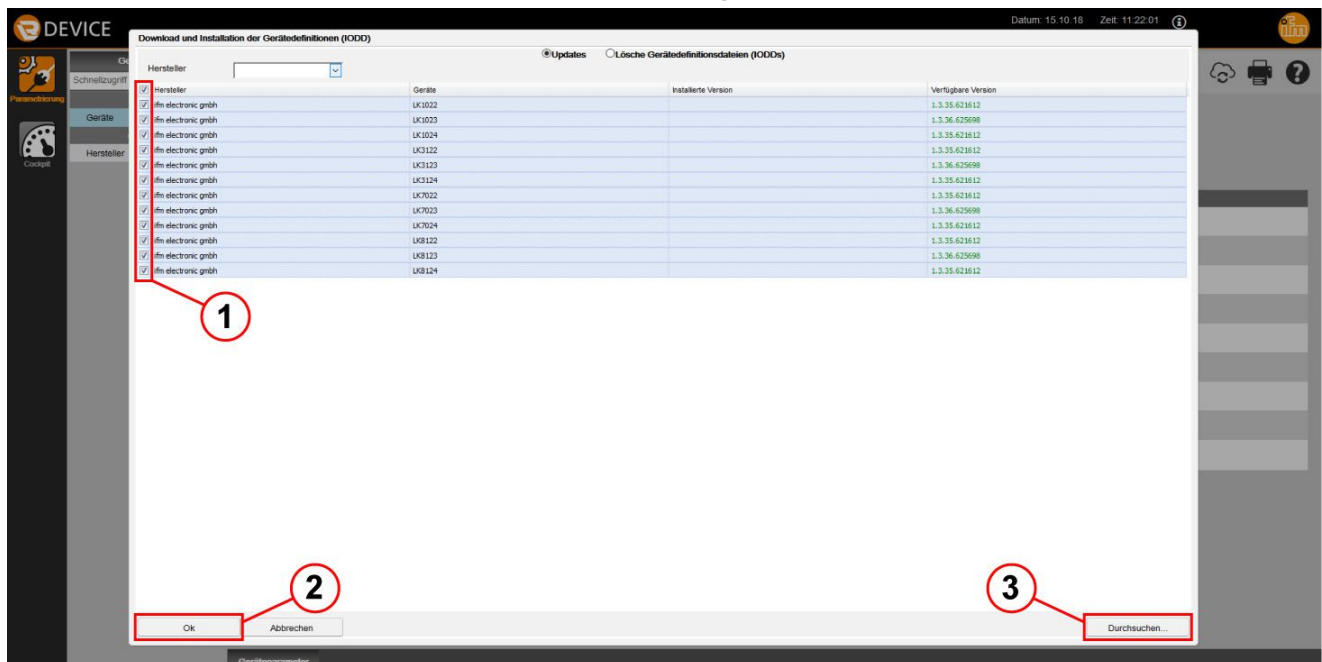 DEVICE
Datum: 15.10.18 Zeit: 11:22:01
ifm
Download und Installation der Gerätedefinitionen (IODD)
Updates Lösche Gerätedefinitionsdateien (IODDs)
Hersteller
Schnellzugriff
Parametrierung
Geräte
Hersteller
Cockpit
Hersteller Geräte Installierte Version Verfügbare Version
ifm electronic gmbh LK1022 1.3.35.621612
ifm electronic gmbh LK1023 1.3.36.625698
ifm electronic gmbh LK1024 1.3.35.621612
ifm electronic gmbh LK3122 1.3.35.621612
ifm electronic gmbh LK3123 1.3.36.625698
ifm electronic gmbh LK3124 1.3.35.621612
ifm electronic gmbh LK7022 1.3.35.621612
ifm electronic gmbh LK7023 1.3.36.625698
ifm electronic gmbh LK7024 1.3.35.621612
ifm electronic gmbh LK8122 1.3.35.621612
ifm electronic gmbh LK8123 1.3.36.625698
ifm electronic gmbh LK8124 1.3.35.621612
1
2
3
Ok Abbrechen Durchsuchen...